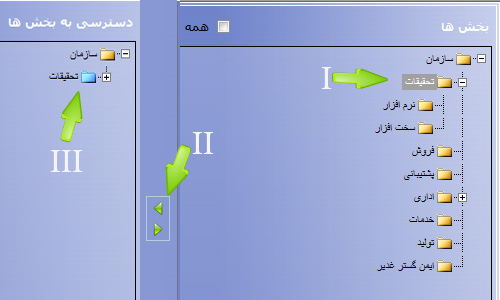 بخش ها
همه
سازمان
تحقیقات
I
نرم افزار
سخت افزار
فروش
پشتیبانی
اداری
خدمات
تولید
ایمن گستر غدیر
II
دسترسی به بخش ها
سازمان
تحقیقات
III